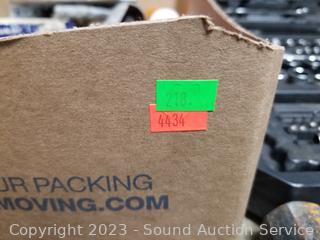 218.
4434
UR PACKING
MOVING.COM
Copyright 2023 - Sound Auction Service